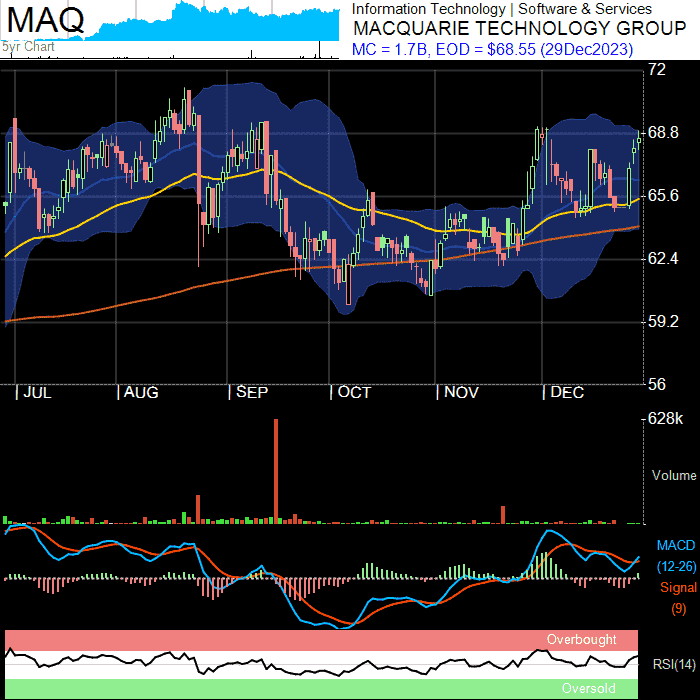 MAQ
5yr Chart
Information Technology | Software & Services
MACQUARIE TECHNOLOGY GROUP
MC = 1.7B, EOD = $68.55 (29Dec2023)
72
68.8
65.6
62.4
59.2
56
| JUL | AUG | SEP | OCT | NOV | DEC
628k
Volume
MACD
(12-26)
Signal
(9)
Overbought
RSI(14)
Oversold